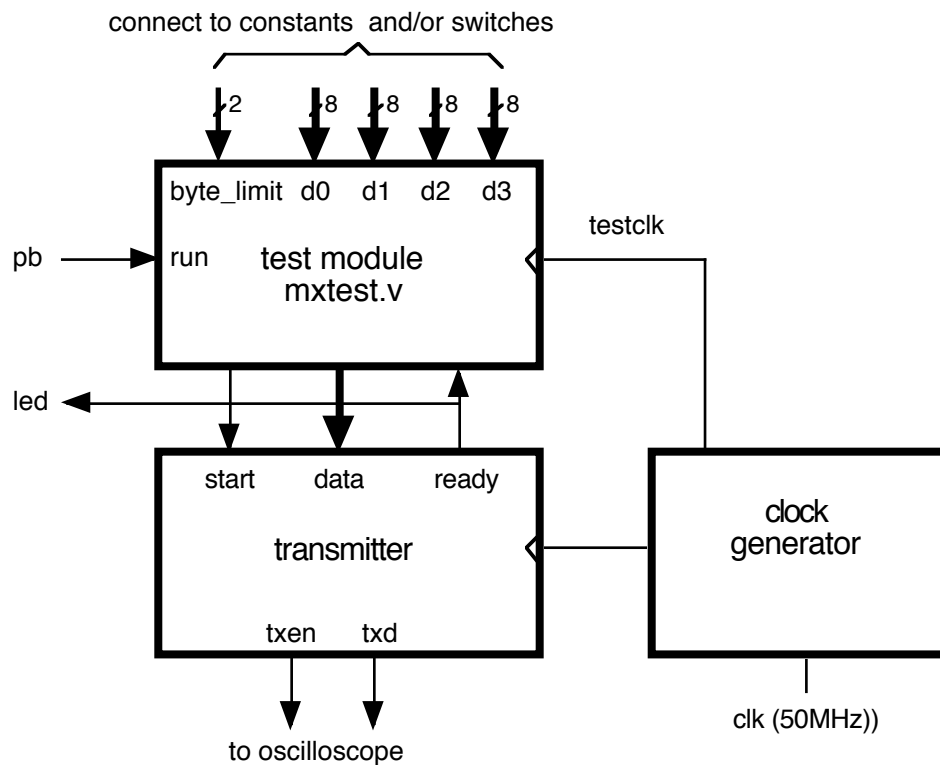 connect to constants and/or switches
2 8 8 8 8
byte_limit d0 d1 d2 d3
testclk
pb run test module
mxtest.v
led
start data ready
clock
generator
transmitter
txen txd
clk (50MHz))
to oscilloscope